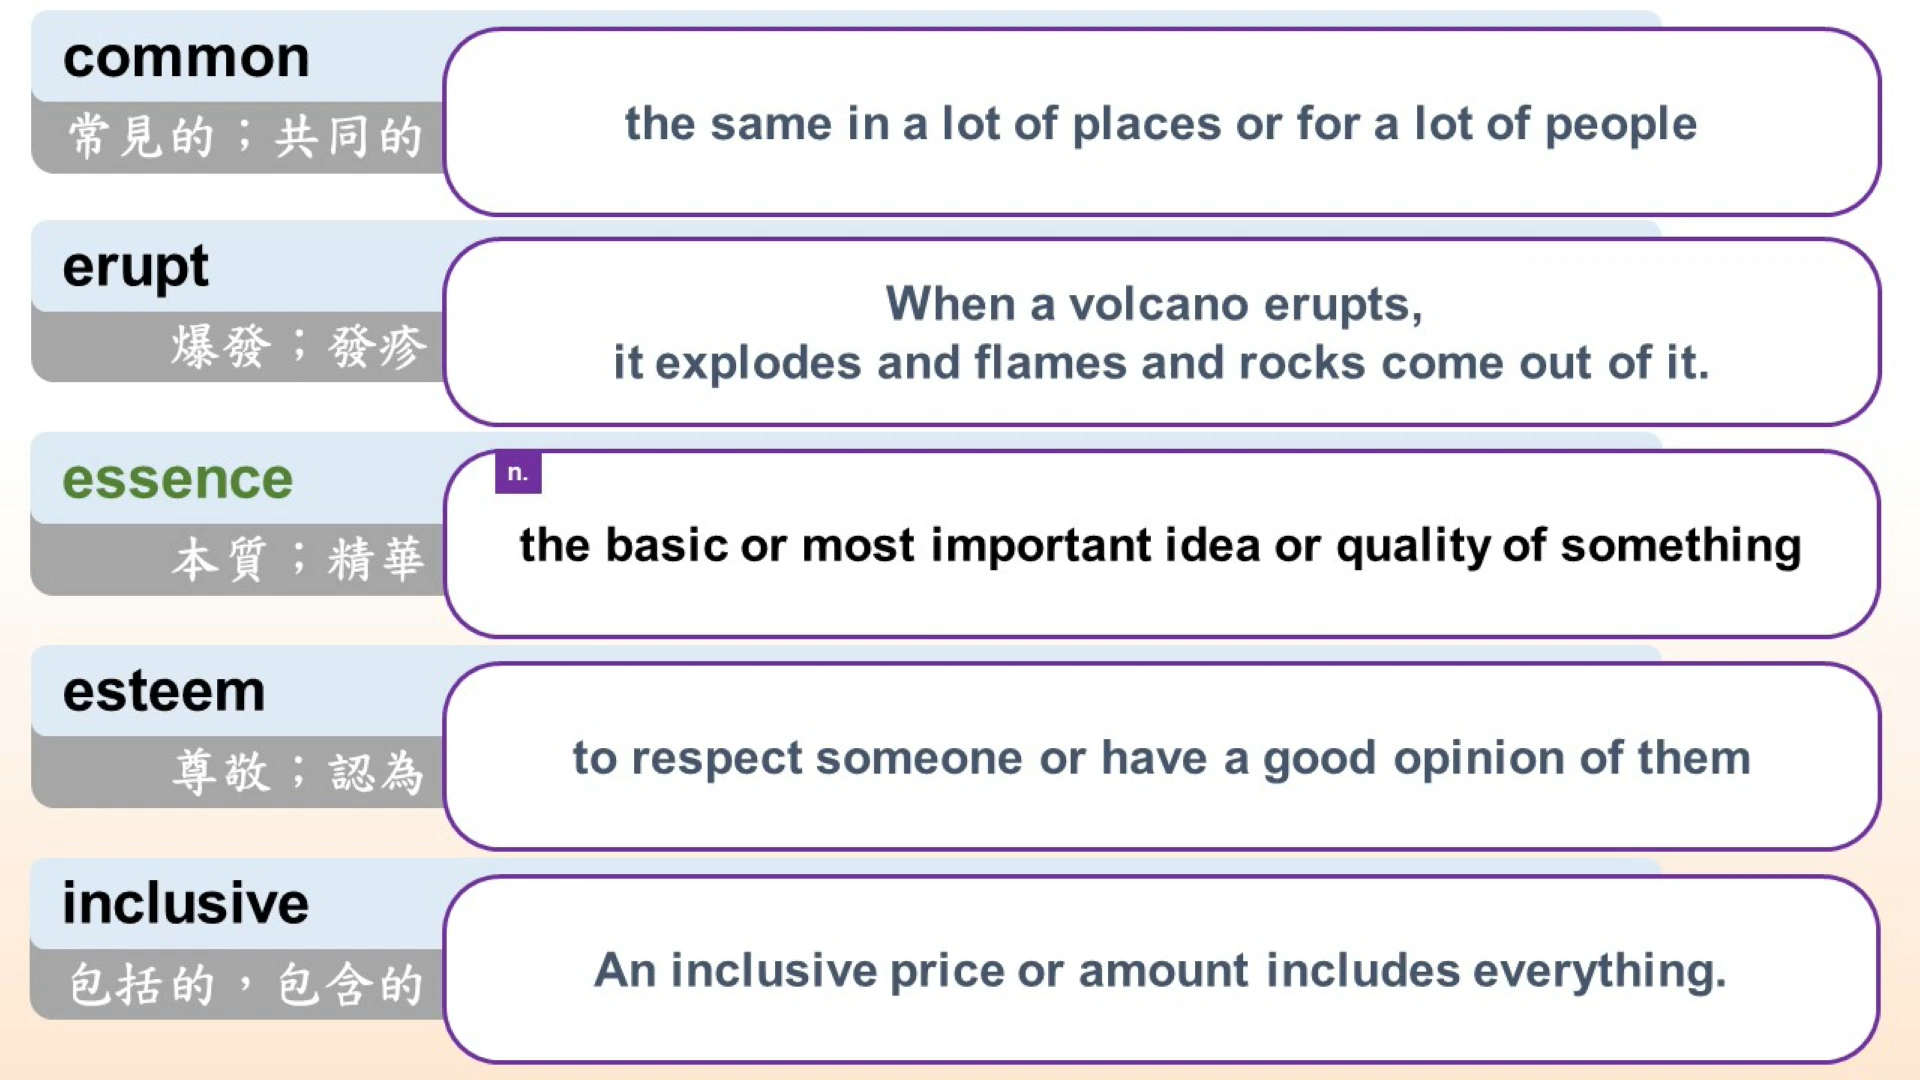 common
常見的；共同的
the same in a lot of places or for a lot of people
erupt
爆發；發疹
When a volcano erupts,
it explodes and flames and rocks come out of it.
essence
本質；精華
n.
the basic or most important idea or quality of something
esteem
尊敬；認為
to respect someone or have a good opinion of them
inclusive
包括的，包含的
An inclusive price or amount includes everything.